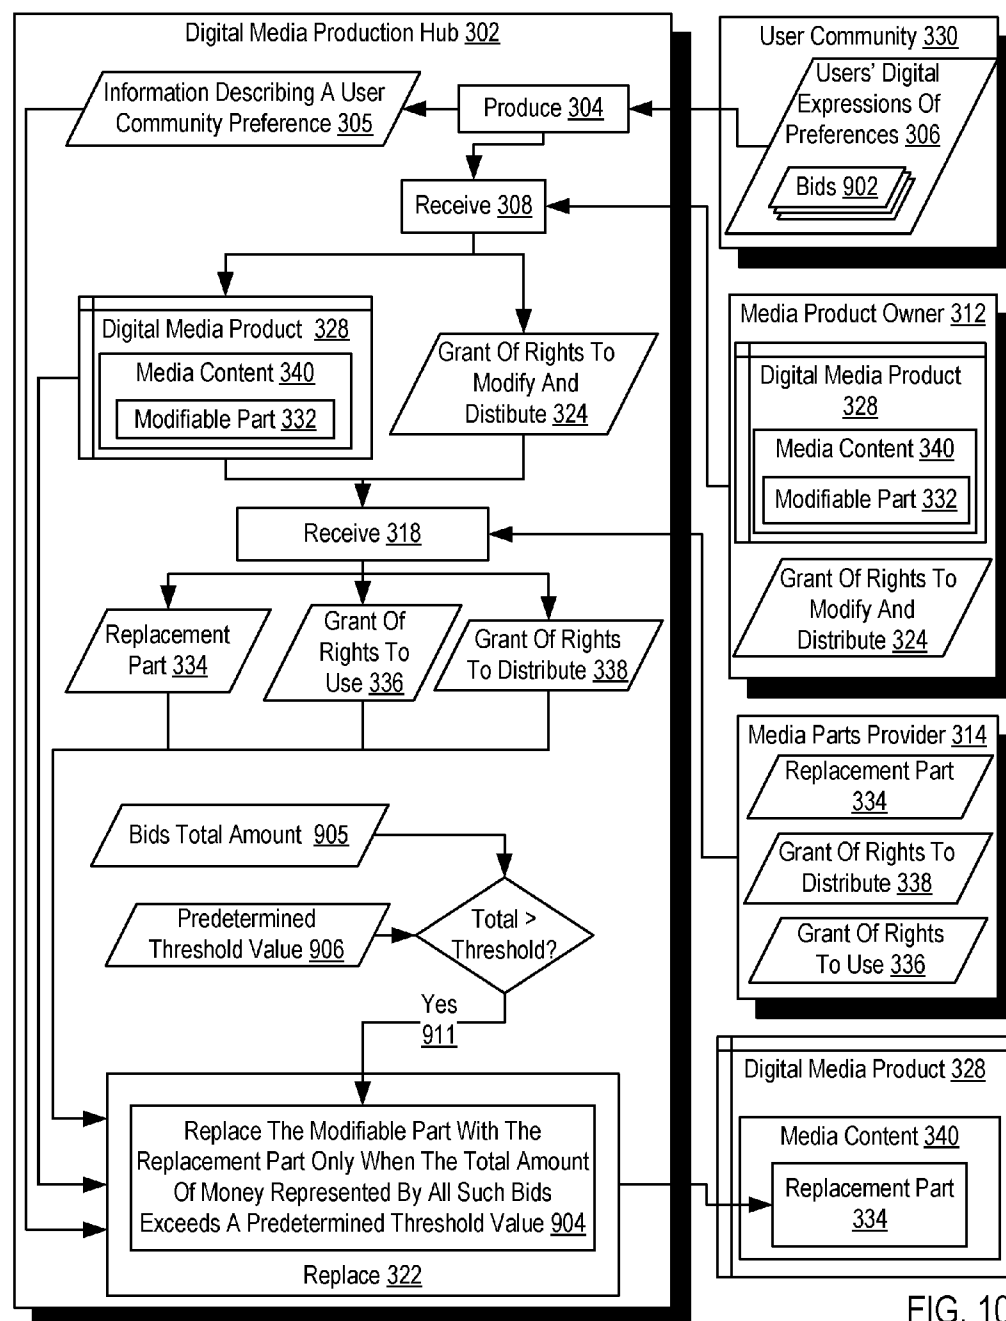 Digital Media Production Hub 302
Information Describing A User
Community Preference 305
Produce 304
Receive 308
Digital Media Product 328
Media Content 340
Modifiable Part 332
Grant Of Rights To
Modify And
Distibute 324
Receive 318
Replacement
Part 334
Grant Of
Rights To
Use 336
Grant Of Rights
To Distribute 338
Bids Total Amount 905
Predetermined
Threshold Value 906
Total >
Threshold?
Yes
911
Replace The Modifiable Part With The
Replacement Part Only When The Total Amount
Of Money Represented By All Such Bids
Exceeds A Predetermined Threshold Value 904
Replace 322
User Community 330
Users' Digital
Expressions Of
Preferences 306
Bids 902
Media Product Owner 312
Digital Media Product
328
Media Content 340
Modifiable Part 332
Grant Of Rights To
Modify And
Distribute 324
Media Parts Provider 314
Replacement Part
334
Grant Of Rights To
Distribute 338
Grant Of Rights
To Use 336
Digital Media Product 328
Media Content 340
Replacement Part
334
FIG. 10